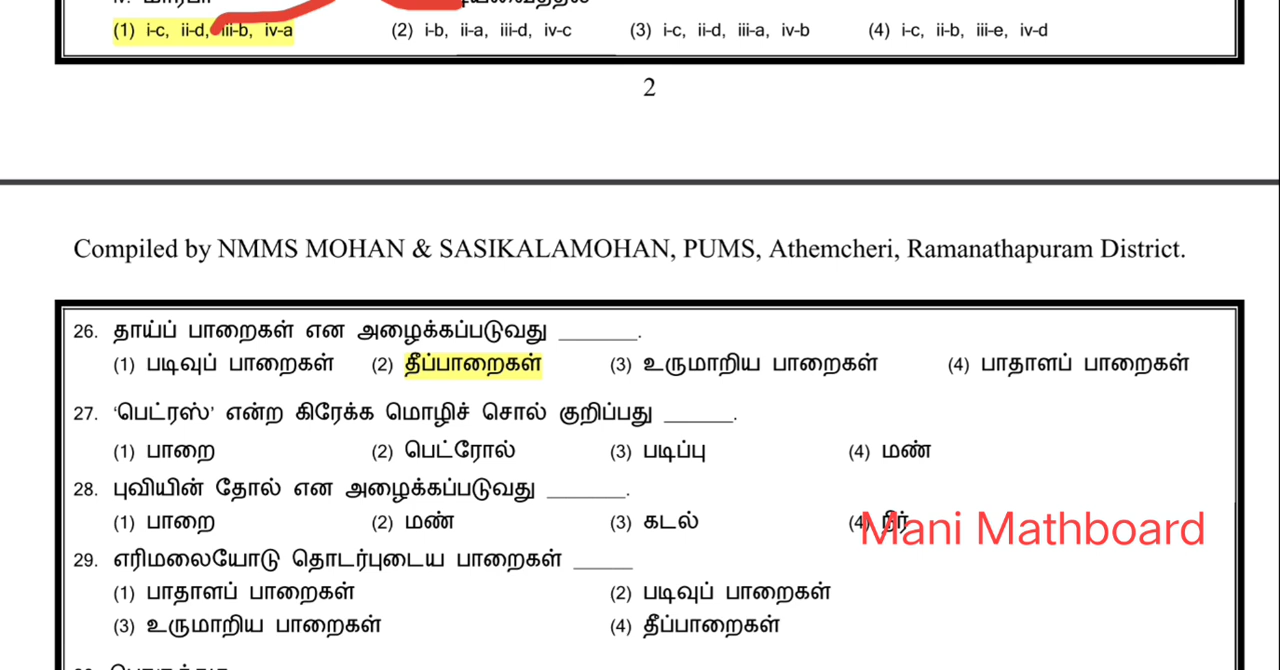 (1) i-c, ii-d, iii-b, iv-a (2) i-b, ii-a, iii-d, iv-c (3) i-c, ii-d, iii-a, iv-b (4) i-c, ii-b, iii-e, iv-d
2
Compiled by NMMS MOHAN & SASIKALAMOHAN, PUMS, Athemcheri, Ramanathapuram District.
26. தாய்ப் பாறைகள் என அழைக்கப்படுவது ________.
(1) படிவுப் பாறைகள் (2) தீப்பாறைகள் (3) உருமாறிய பாறைகள் (4) பாதாளப் பாறைகள்
27. ‘பெட்ரஸ்’ என்ற கிரேக்க மொழிச் சொல் குறிப்பது _______.
(1) பாறை (2) பெட்ரோல் (3) படிப்பு (4) மண்
28. புவியின் தோல் என அழைக்கப்படுவது ________.
(1) பாறை (2) மண் (3) கடல் (4) நீர்
Mani Mathboard
29. எரிமலையோடு தொடர்புடைய பாறைகள் ______
(1) பாதாளப் பாறைகள் (2) படிவுப் பாறைகள்
(3) உருமாறிய பாறைகள் (4) தீப்பாறைகள்